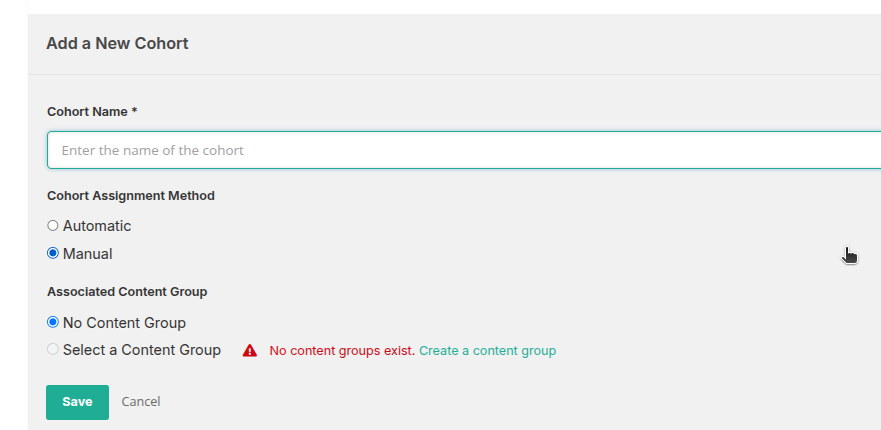 Add a New Cohort
Cohort Name *
Enter the name of the cohort
Cohort Assignment Method
Automatic
Manual
Associated Content Group
No Content Group
Select a Content Group No content groups exist. Create a content group
Save Cancel